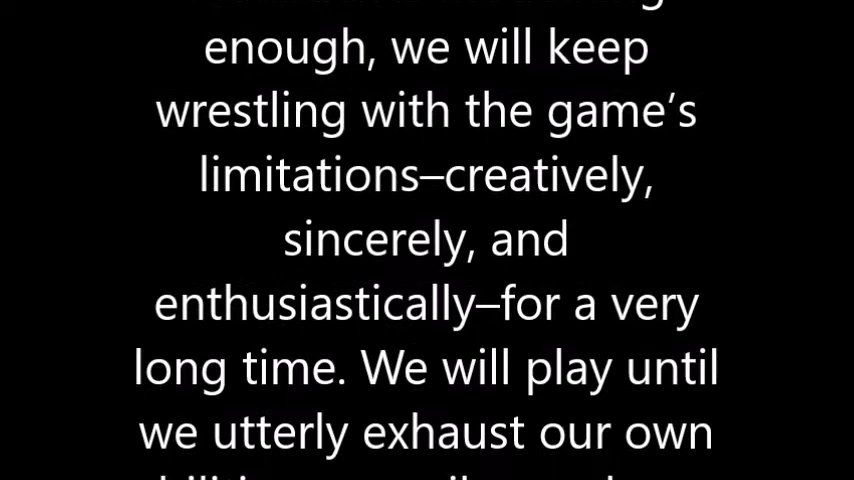 enough, we will keep
wrestling with the game’s
limitations–creatively,
sincerely, and
enthusiastically–for a very
long time. We will play until
we utterly exhaust our own